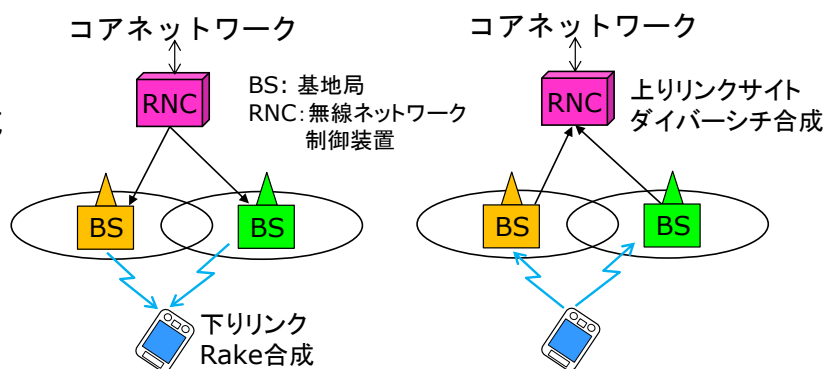 コアネットワーク
RNC
BS: 基地局
RNC:無線ネットワーク
制御装置
BS
BS
下りリンク
Rake合成
コアネットワーク
RNC
上りリンクサイト
ダイバーシチ合成
BS
BS